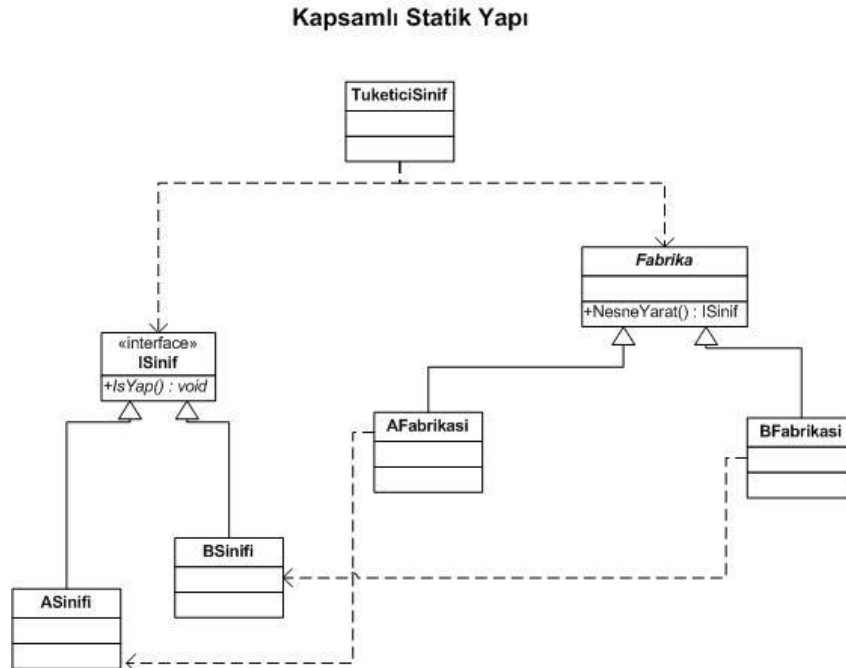 Kapsamlı Statik Yapı
TuketiciSinif
Fabrika
+NesneYarat() : ISinif
«interface»
ISinif
+IsYap() : void
AFabrikasi
BFabrikasi
BSinifi
ASinifi